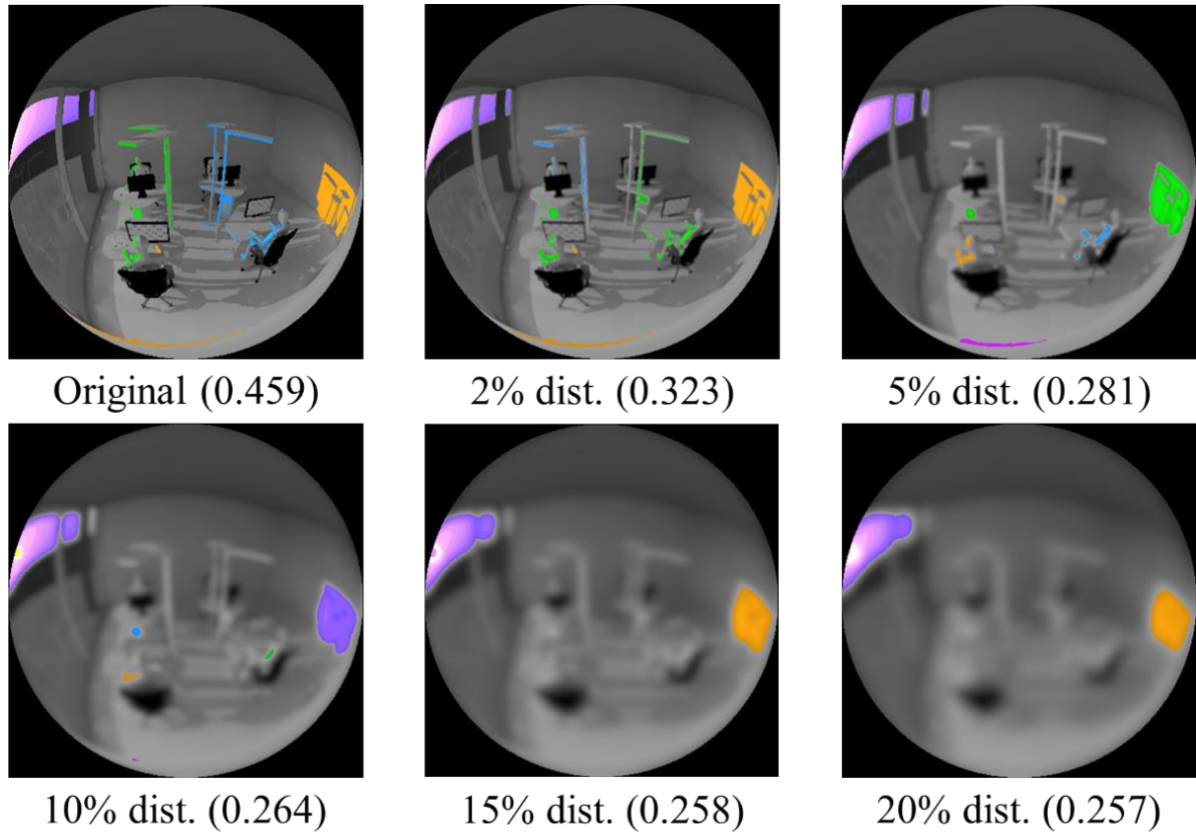 Original (0.459)
2% dist. (0.323)
5% dist. (0.281)
10% dist. (0.264)
15% dist. (0.258)
20% dist. (0.257)